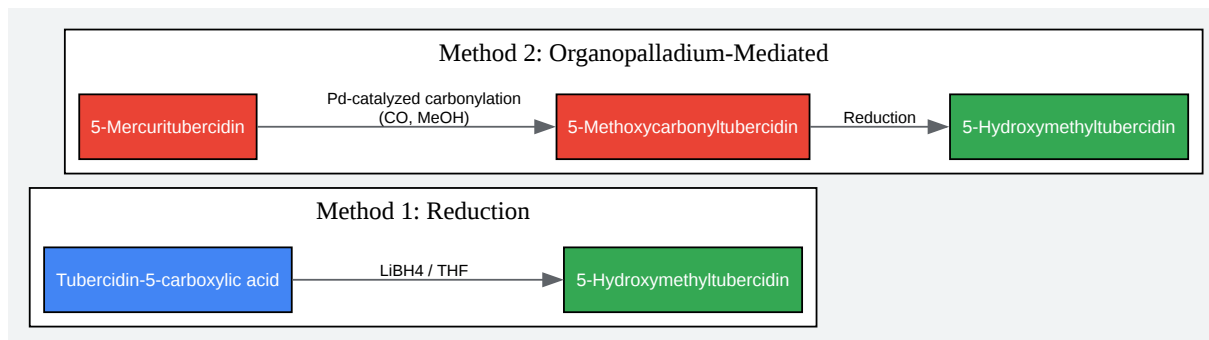 Method 2: Organopalladium-Mediated
5-Mercuritubercidin
Pd-catalyzed carbonylation
(CO, MeOH)
5-Methoxycarbonyltubercidin
Reduction
5-Hydroxymethyltubercidin
Method 1: Reduction
Tubercidin-5-carboxylic acid
LiBH4 / THF
5-Hydroxymethyltubercidin